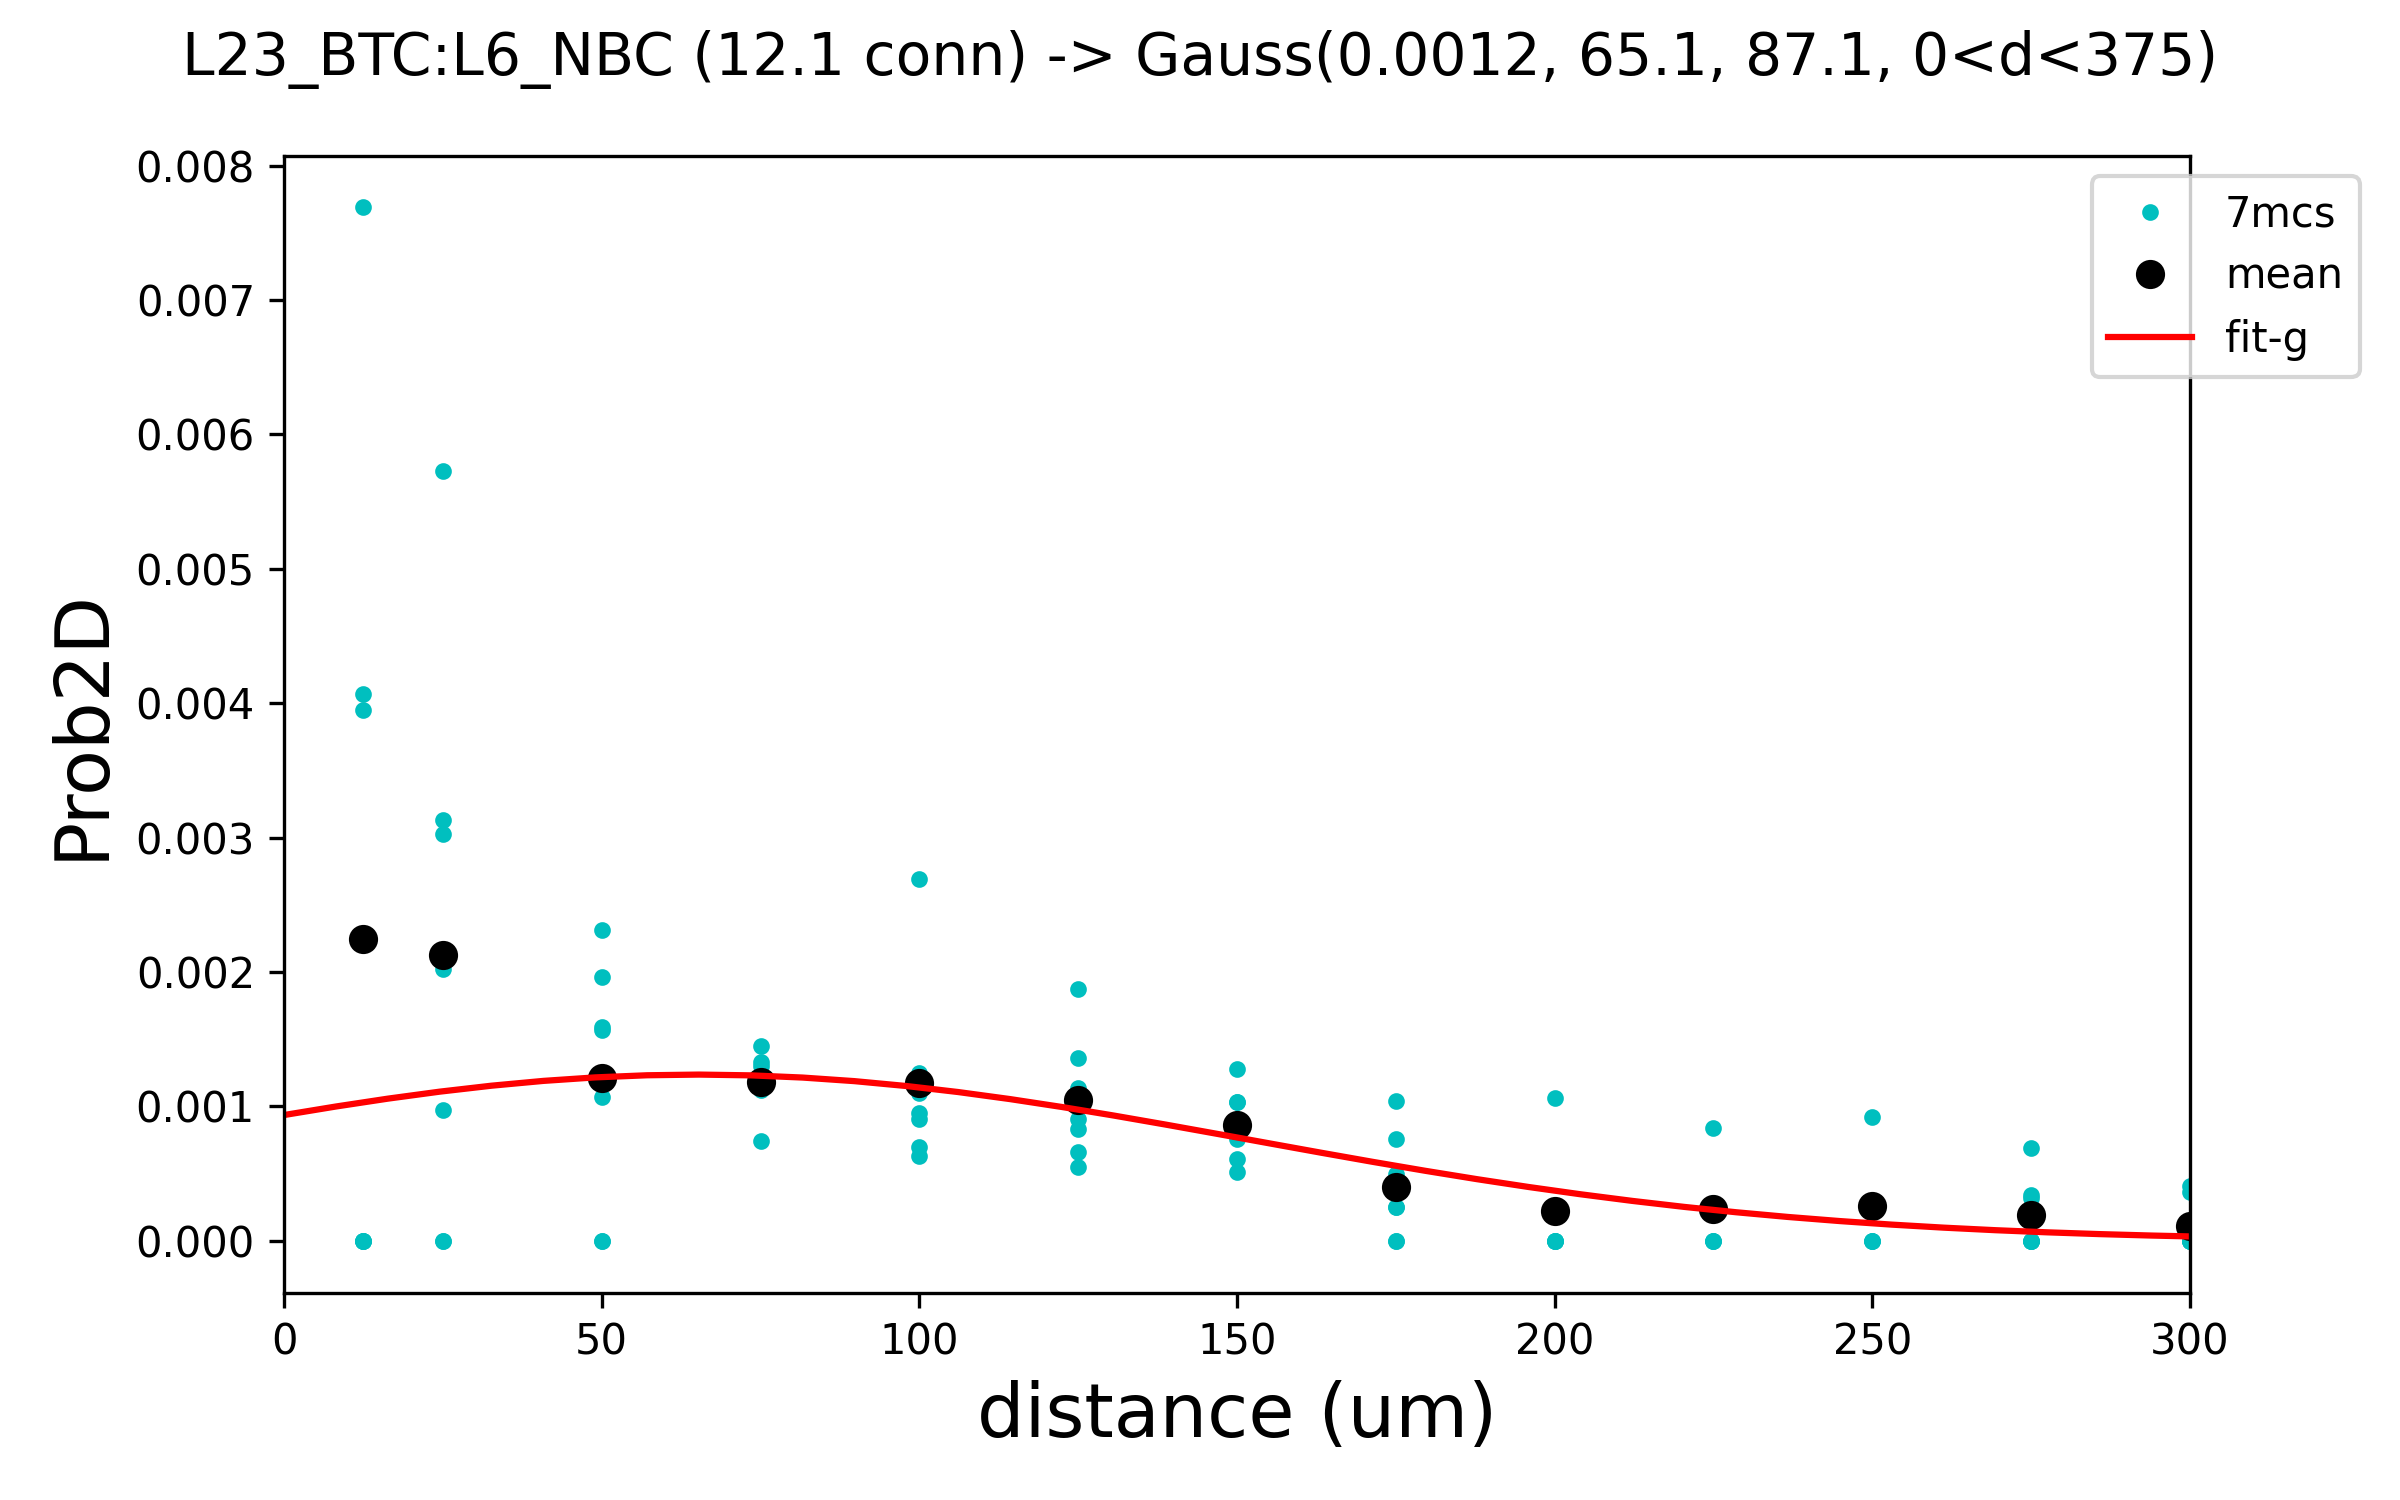 L23_BTC:L6_NBC (12.1 conn) -> Gauss(0.0012, 65.1, 87.1, 0<d<375)
0.008
0.007
0.006
0.005
0.004
0.003
0.002
0.001
0.000
Prob2D
7mcs
mean
fit-g
0 50 100 150 200 250 300
distance (um)